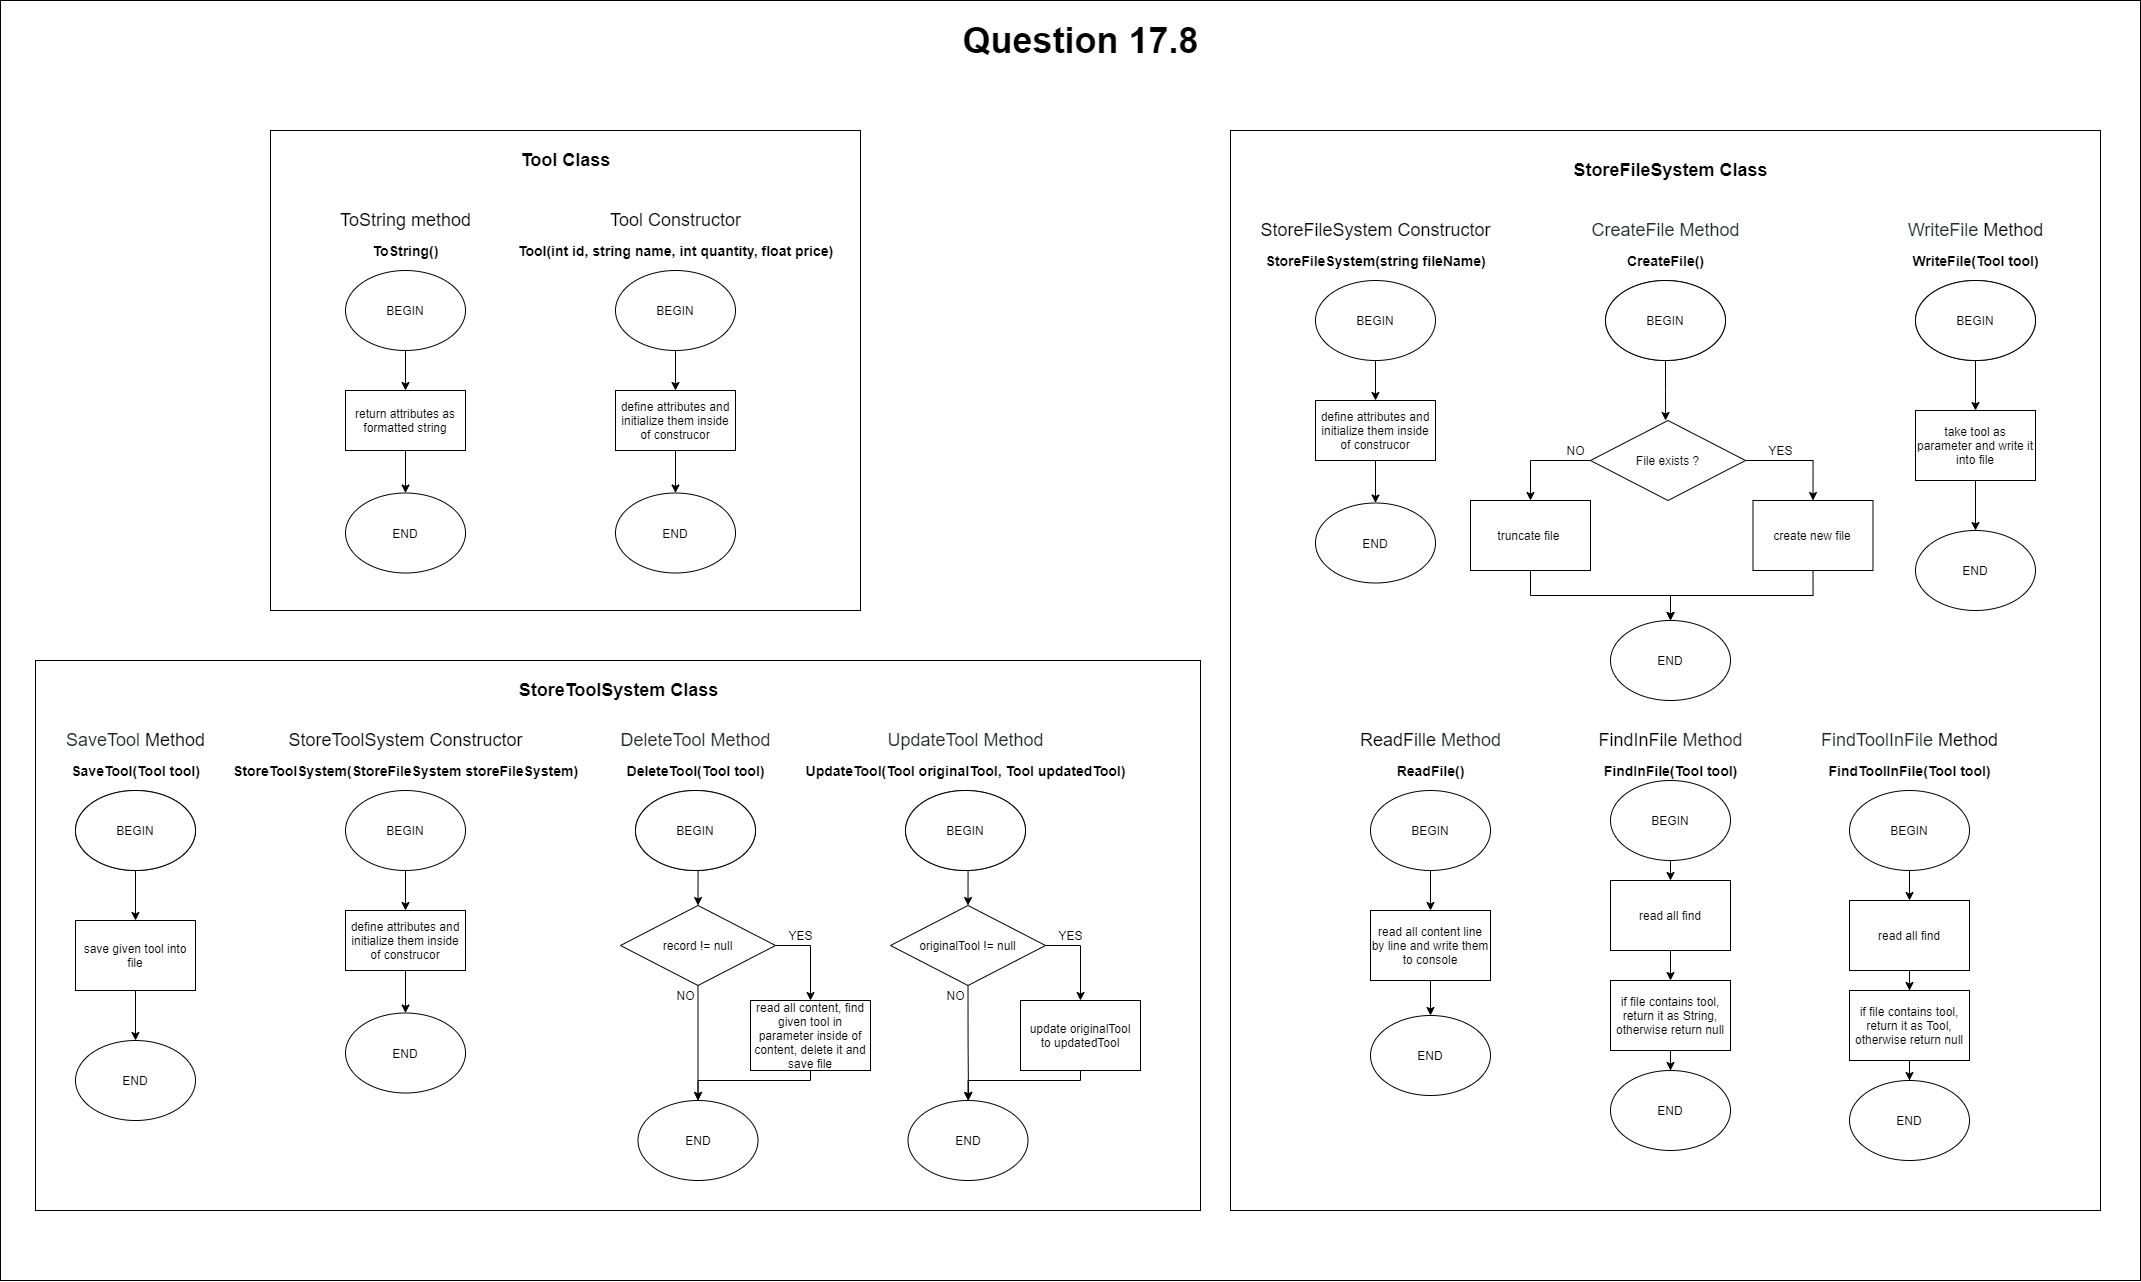 Question 17.8
Tool Class
ToString method
ToString()
BEGIN
return attributes as
formatted string
END
Tool Constructor
Tool(int id, string name, int quantity, float price)
BEGIN
define attributes and
initialize them inside
of construcor
END
StoreFileSystem Class
StoreFileSystem Constructor
StoreFileSystem(string fileName)
BEGIN
define attributes and
initialize them inside
of construcor
END
CreateFile Method
CreateFile()
BEGIN
File exists ?
NO
YES
truncate file
create new file
END
WriteFile Method
WriteFile(Tool tool)
BEGIN
take tool as
parameter and write it
into file
END
ReadFille Method
ReadFile()
BEGIN
read all content line
by line and write them
to console
END
FindInFile Method
FindInFile(Tool tool)
BEGIN
read all find
if file contains tool,
return it as String,
otherwise return null
END
FindToolInFile Method
FindToolInFile(Tool tool)
BEGIN
read all find
if file contains tool,
return it as Tool,
otherwise return null
END
StoreToolSystem Class
SaveTool Method
SaveTool(Tool tool)
BEGIN
save given tool into
file
END
StoreToolSystem Constructor
StoreToolSystem(StoreFileSystem storeFileSystem)
BEGIN
define attributes and
initialize them inside
of construcor
END
DeleteTool Method
DeleteTool(Tool tool)
BEGIN
record != null
YES
NO
read all content, find
given tool in
parameter inside of
content, delete it and
save file
END
UpdateTool Method
UpdateTool(Tool originalTool, Tool updatedTool)
BEGIN
originalTool != null
YES
NO
update originalTool
to updatedTool
END